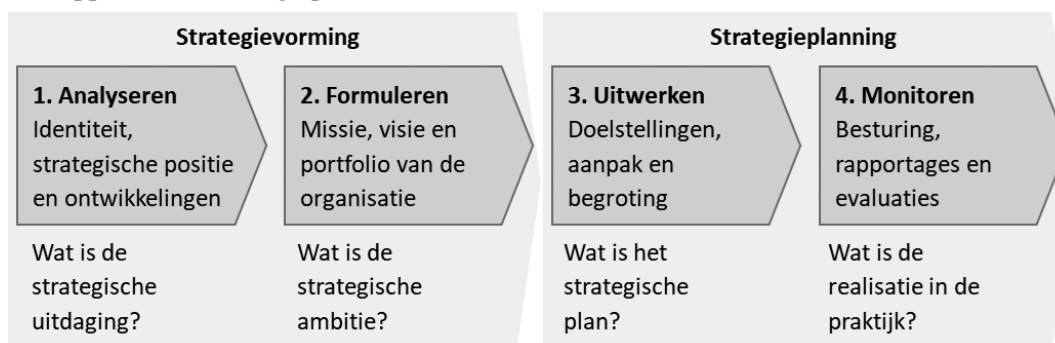 Strategievorming
Strategieplanning
1. Analyseren
Identiteit,
strategische positie
en ontwikkelingen
2. Formuleren
Missie, visie en
portfolio van de
organisatie
3. Uitwerken
Doelstellingen,
aanpak en
begroting
4. Monitoren
Besturing,
rapportages en
evaluaties
Wat is de
strategische
uitdaging?
Wat is de
strategische
ambitie?
Wat is het
strategische
plan?
Wat is de
realisatie in de
praktijk?